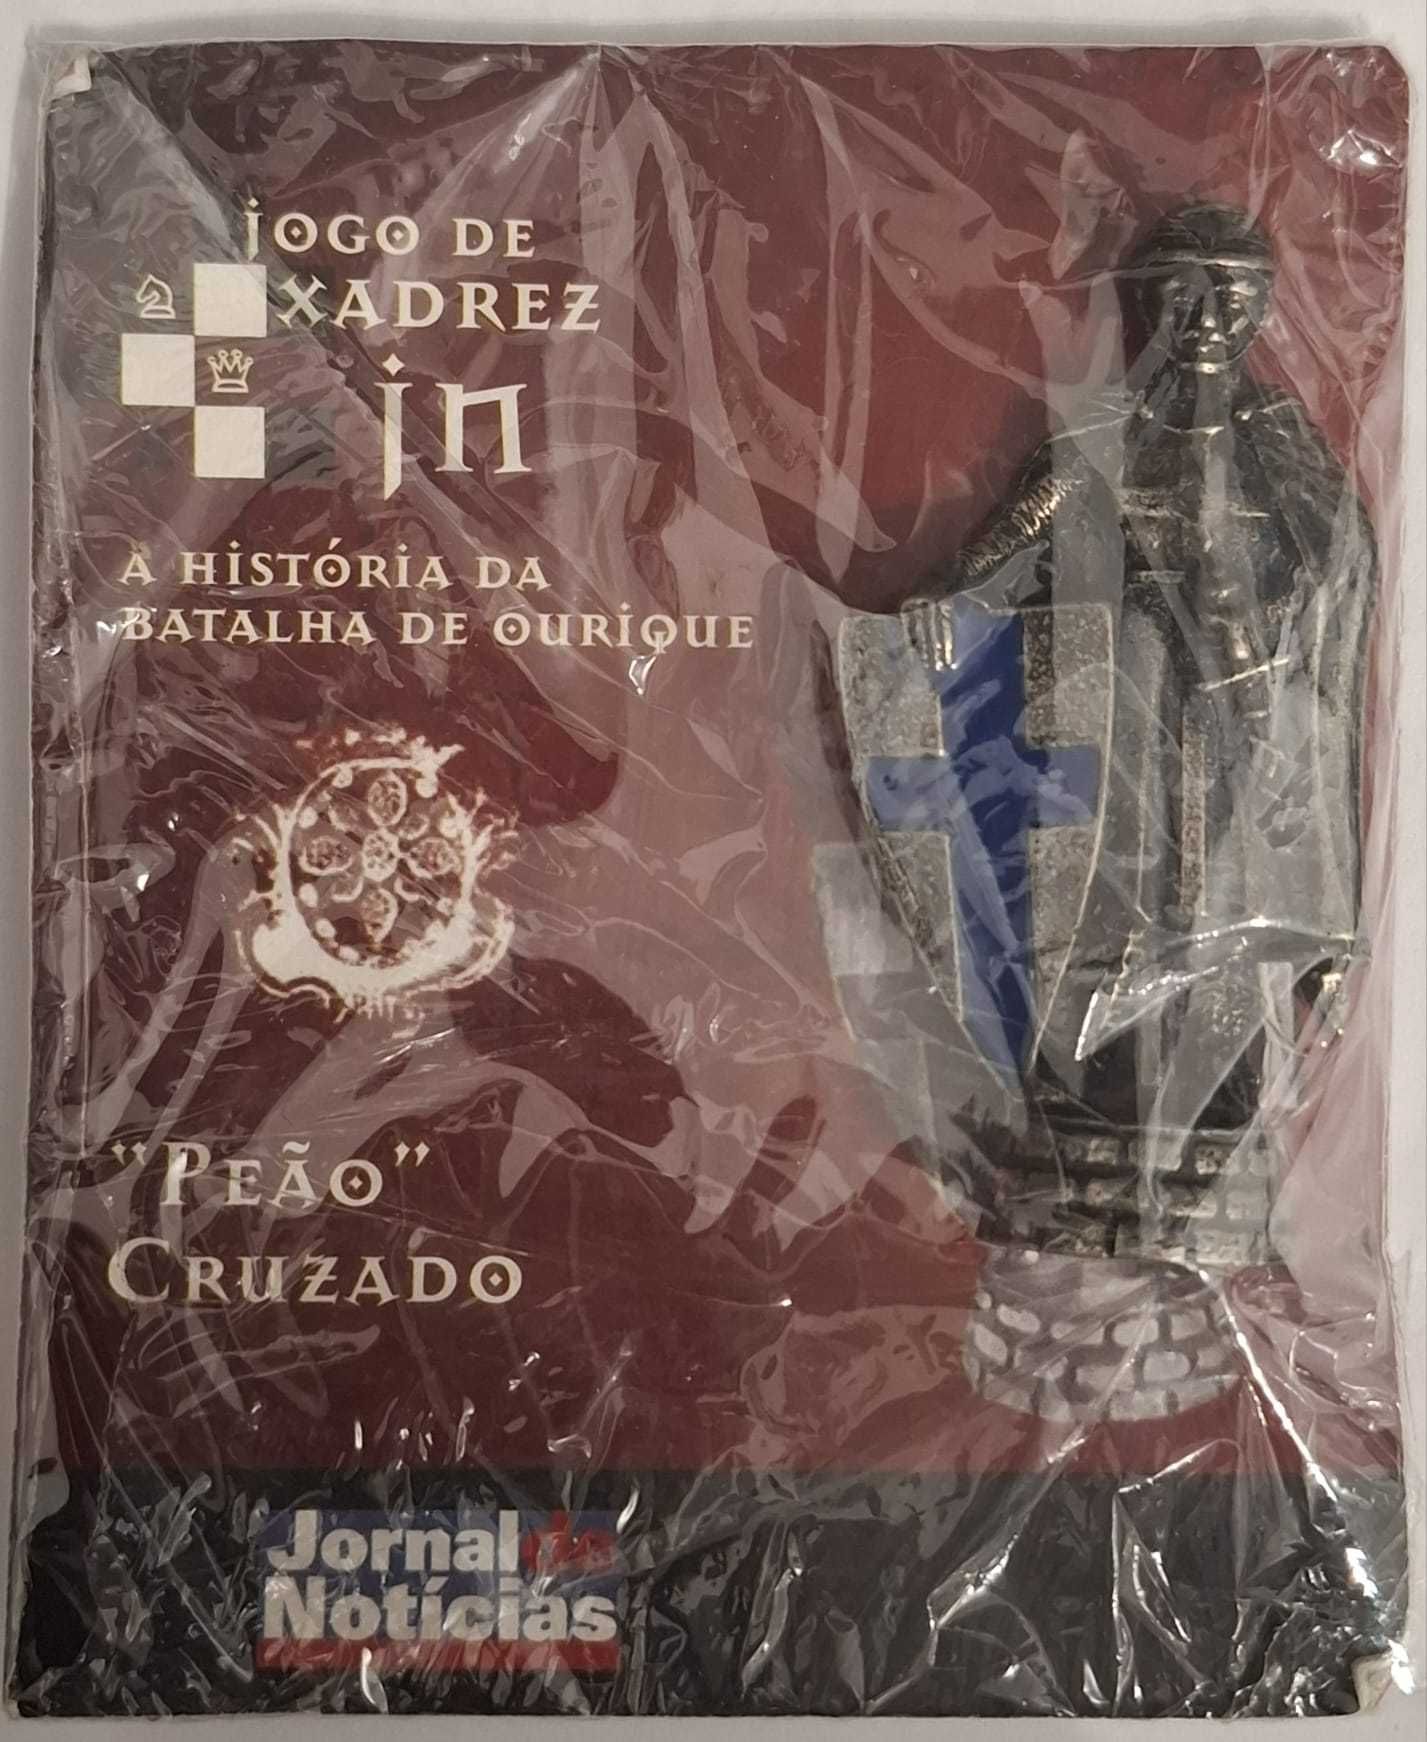 jOGO DE
XADREZ
jn
A HiSTÓRiA DA
BATALHA DE OURiQUE
"PEÃO"
CRUZADO
Jornal de
Notícias